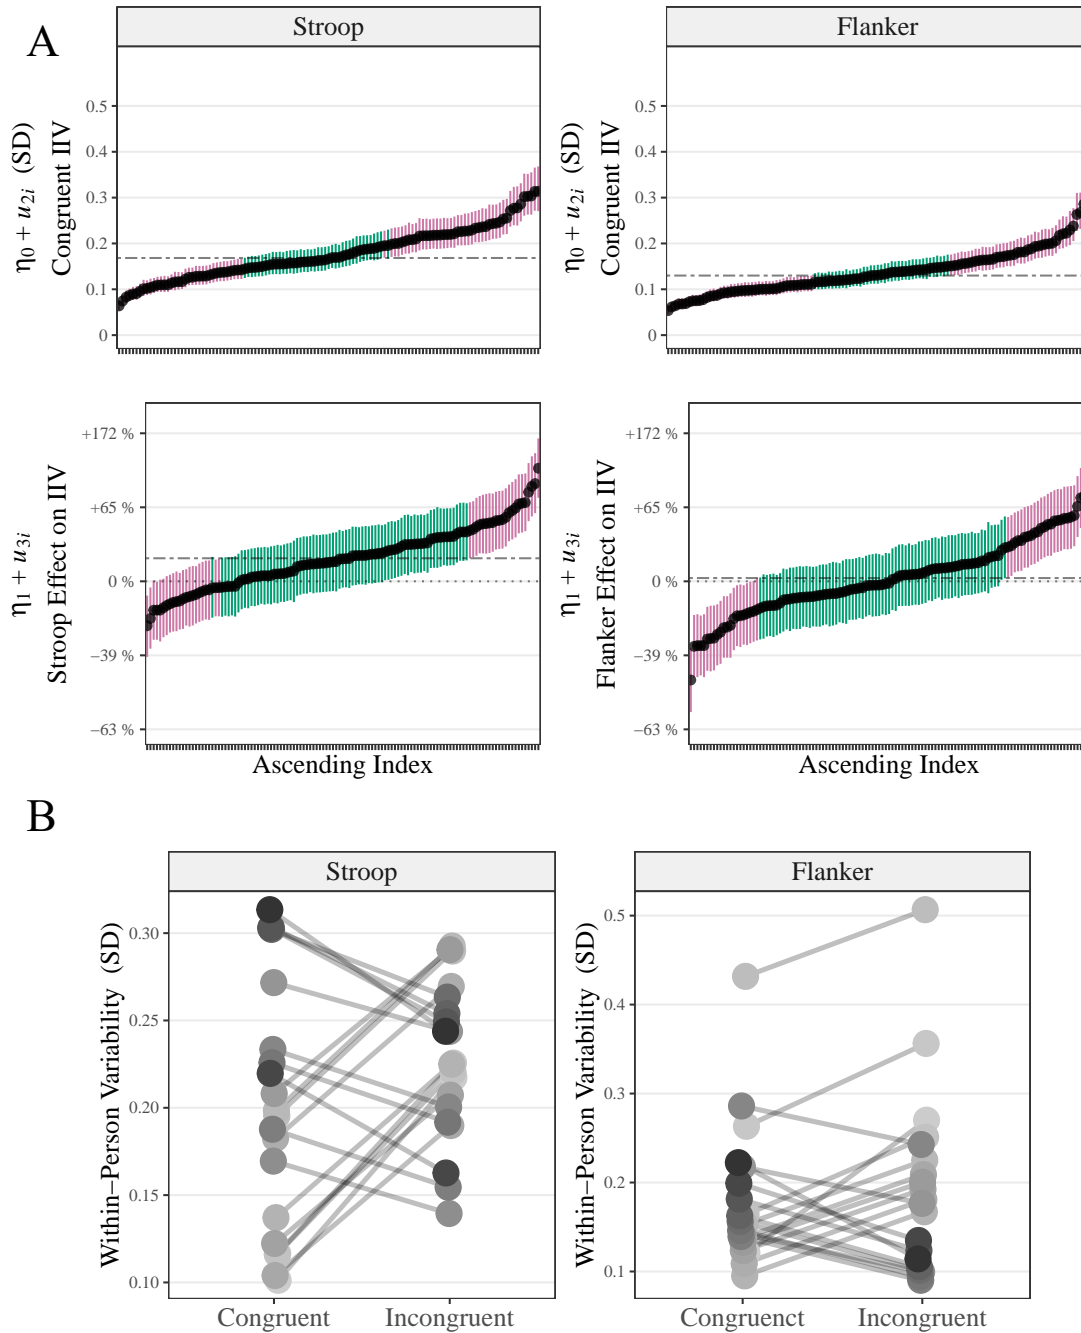 A
Stroop
Flanker
η0 + u2i (SD)
Congruent IIV
0.5
0.4
0.3
0.2
0.1
0
η0 + u2i (SD)
Congruent IIV
0.5
0.4
0.3
0.2
0.1
0
η1 + u3i
Stroop Effect on IIV
+172 %
+65 %
0 %
−39 %
−63 %
Ascending Index
η1 + u3i
Flanker Effect on IIV
+172 %
+65 %
0 %
−39 %
−63 %
Ascending Index
B
Stroop
Flanker
Within−Person Variability (SD)
0.30
0.25
0.20
0.15
0.10
Congruent
Incongruent
Within−Person Variability (SD)
0.5
0.4
0.3
0.2
0.1
Congruenct
Incongruent